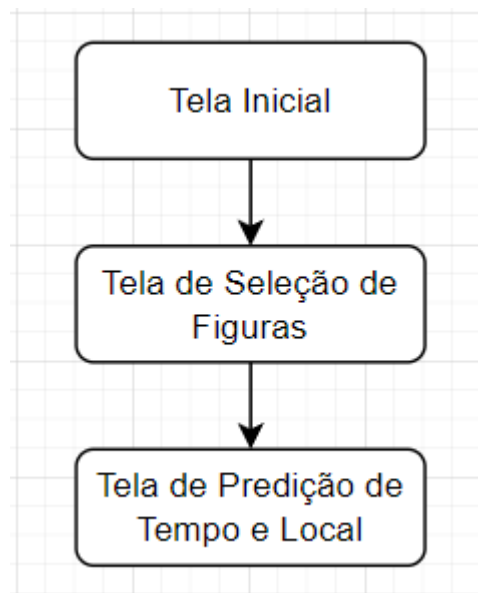 Tela Inicial
Tela de Seleção de
Figuras
Tela de Predição de
Tempo e Local